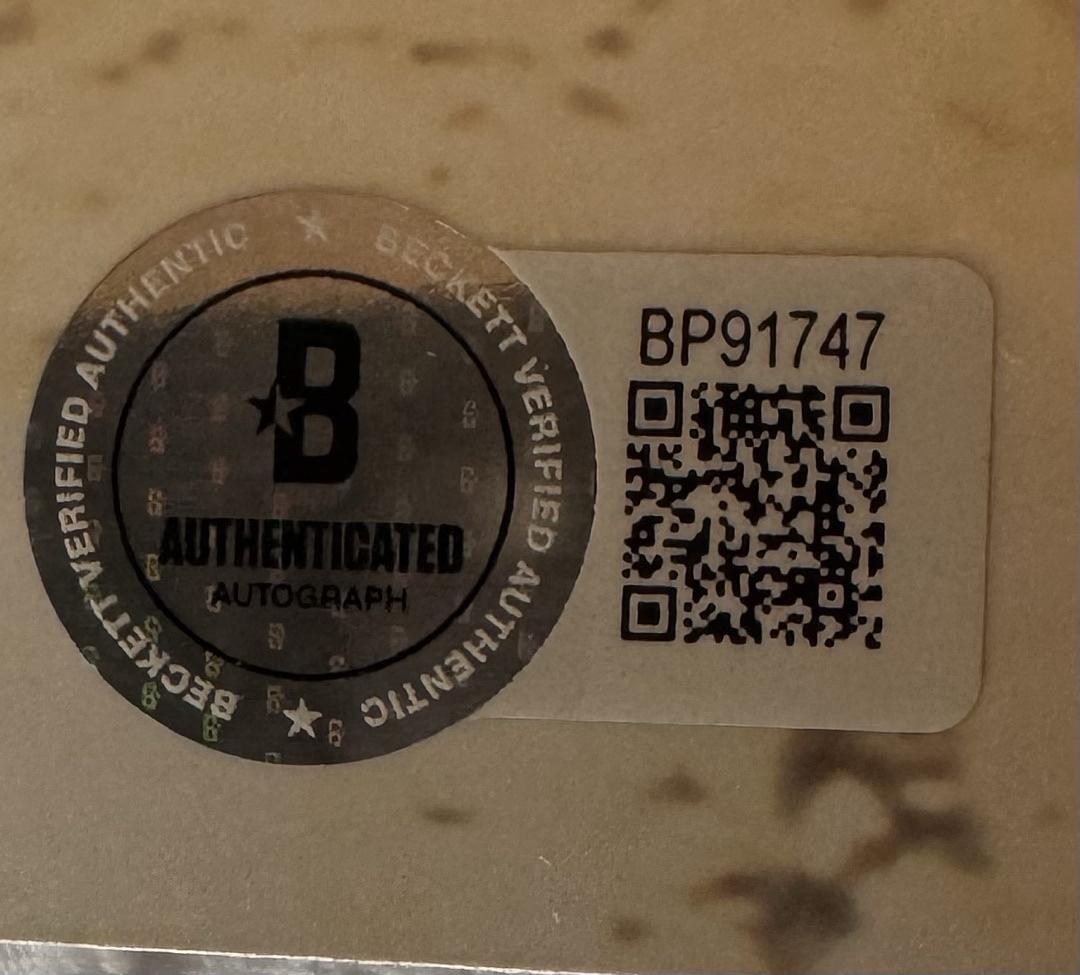 BECKETT VERIFIED AUTHENTIC
BECKETT VERIFIED AUTHENTIC
B
AUTHENTICATED
AUTOGRAPH
BP91747